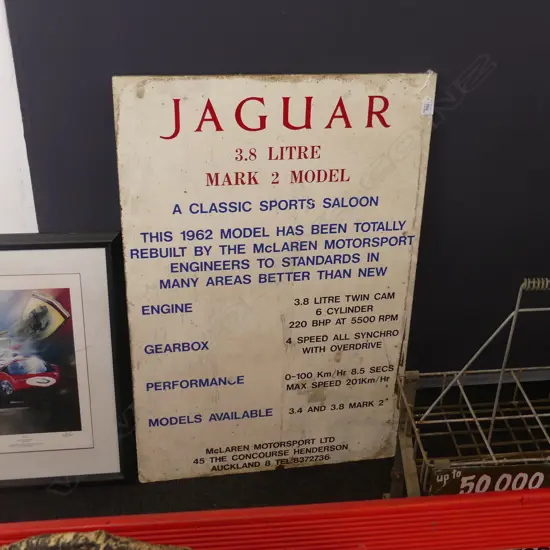 JAGUAR
3.8 LITRE
MARK 2 MODEL
A CLASSIC SPORTS SALOON
THIS 1962 MODEL HAS BEEN TOTALLY
REBUILT BY THE McLAREN MOTORSPORT
ENGINEERS TO STANDARDS IN
MANY AREAS BETTER THAN NEW
ENGINE 3.8 LITRE TWIN CAM
6 CYLINDER
220 BHP AT 5500 RPM
GEARBOX 4 SPEED ALL SYNCHRO
WITH OVERDRIVE
PERFORMANCE 0-100 Km/Hr 8.5 SECS
MAX SPEED 201Km/Hr
MODELS AVAILABLE 3.4 AND 3.8 MARK 2
McLAREN MOTORSPORT LTD
45 THE CONCOURSE HENDERSON
AUCKLAND 8 TEL 8372736
up to
50,000